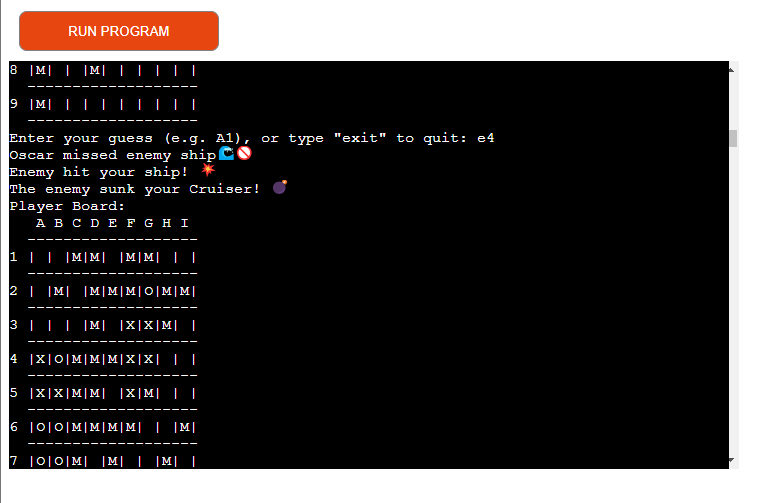 RUN PROGRAM
8 |M| | |M| | | | | |
-------------------
9 |M| | | | | | | | |
-------------------
Enter your guess (e.g. A1), or type "exit" to quit: e4
Oscar missed enemy ship🌊🚫
Enemy hit your ship! 💥
The enemy sunk your Cruiser! 💣
Player Board:
A B C D E F G H I
-------------------
1 | | |M|M| |M|M| | |
-------------------
2 | |M| |M|M|M|O|M|M|
-------------------
3 | | | |M| |X|X|M| |
-------------------
4 |X|O|M|M|M|X|X| | |
-------------------
5 |X|X|M|M| |X|M| | |
-------------------
6 |O|O|M|M|M|M| | |M|
-------------------
7 |O|O|M| |M| | |M| |